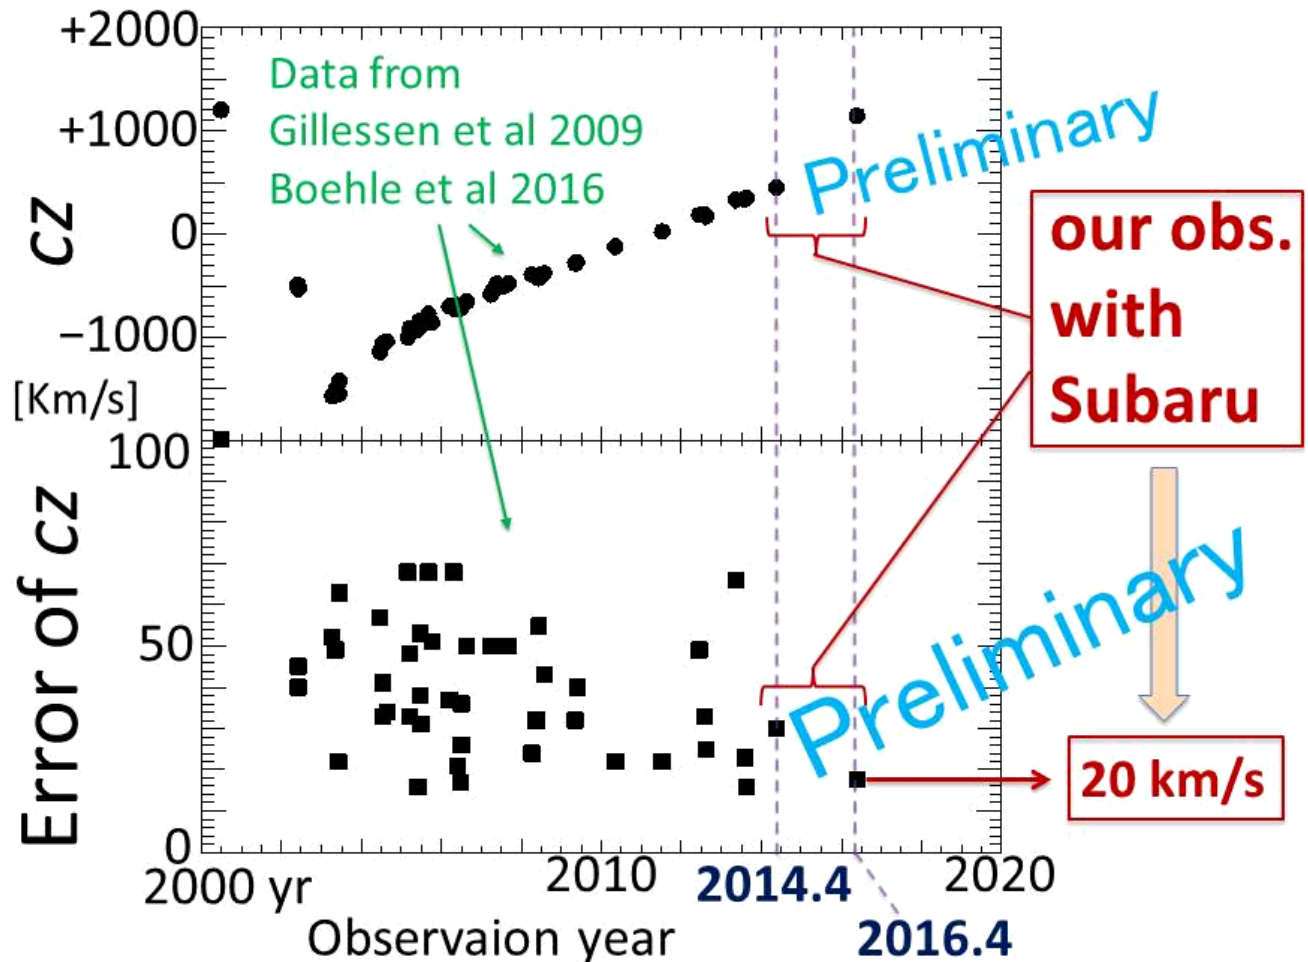 +2000
+1000
0
−1000
[Km/s]
cz
Data from
Gillessen et al 2009
Boehle et al 2016
Preliminary
our obs.
with
Subaru
100
50
0
Error of cz
Preliminary
20 km/s
2000 yr
2010
2014.4
2020
Observaion year
2016.4